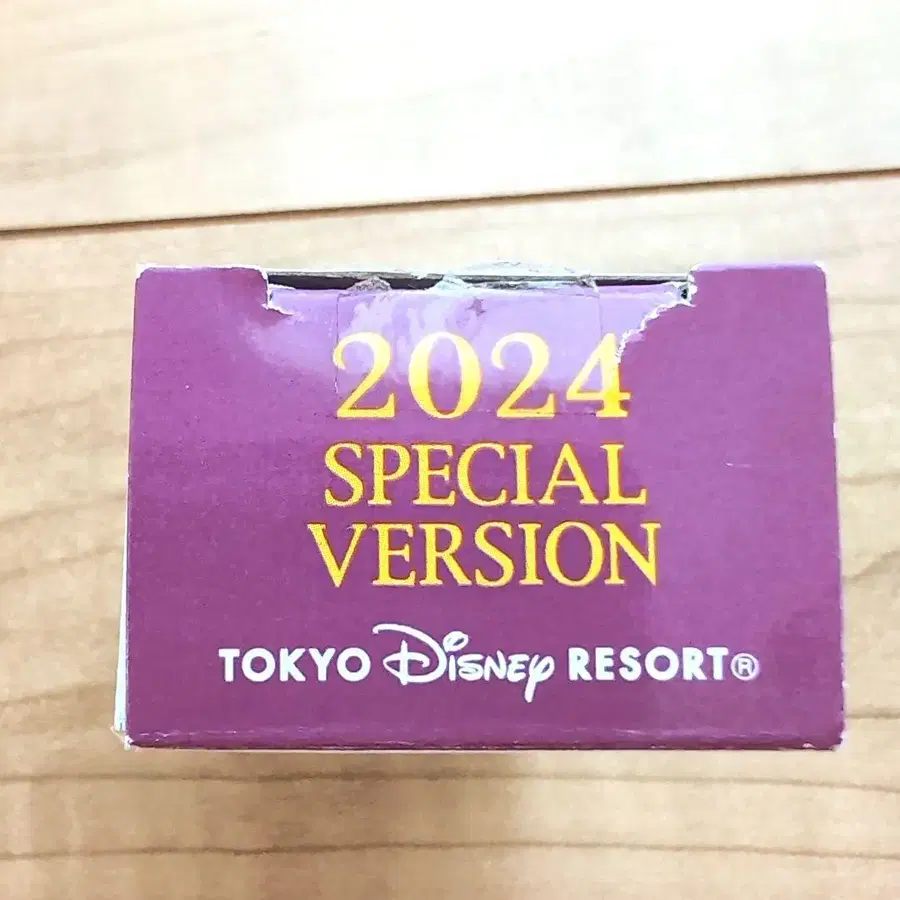 2024
SPECIAL
VERSION
TOKYO Disney RESORT®